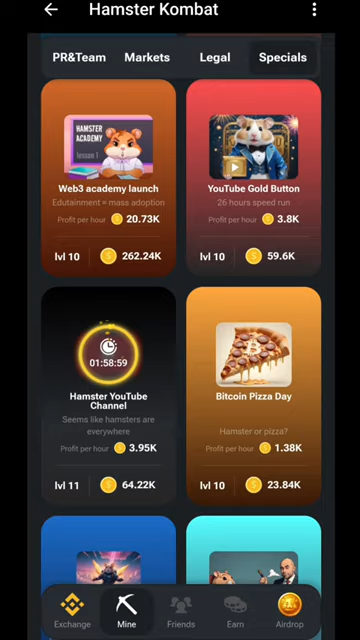 Hamster Kombat
PR&Team Markets Legal Specials
HAMSTER
ACADEMY
lesson 1
Web3 academy launch
Edutainment = mass adoption
Profit per hour 20.73K
lvl 10 262.24K
YouTube Gold Button
26 hours speed run
Profit per hour 3.8K
lvl 10 59.6K
01:58:59
Hamster YouTube
Channel
Seems like hamsters are
everywhere
Profit per hour 3.95K
lvl 11 64.22K
Bitcoin Pizza Day
Hamster or pizza?
Profit per hour 1.38K
lvl 10 23.84K
Exchange Mine Friends Earn Airdrop